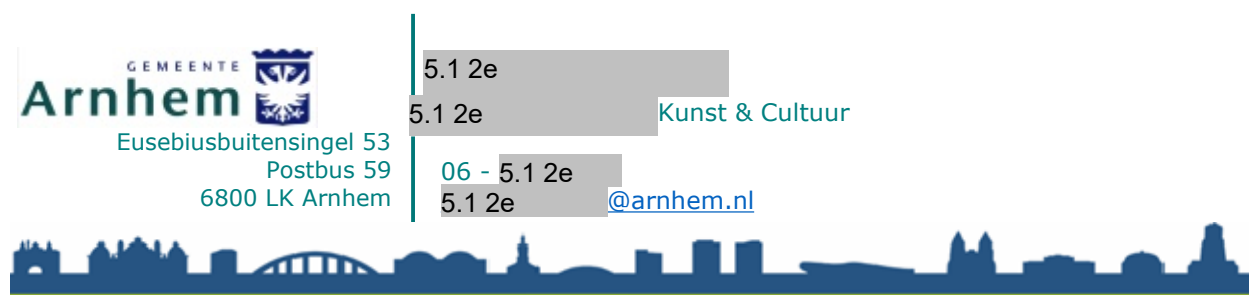 GEMEENTE
Arnhem
Eusebiusbuitensingel 53
Postbus 59
6800 LK Arnhem
5.1 2e
5.1 2e Kunst & Cultuur
06 - 5.1 2e
5.1 2e @arnhem.nl